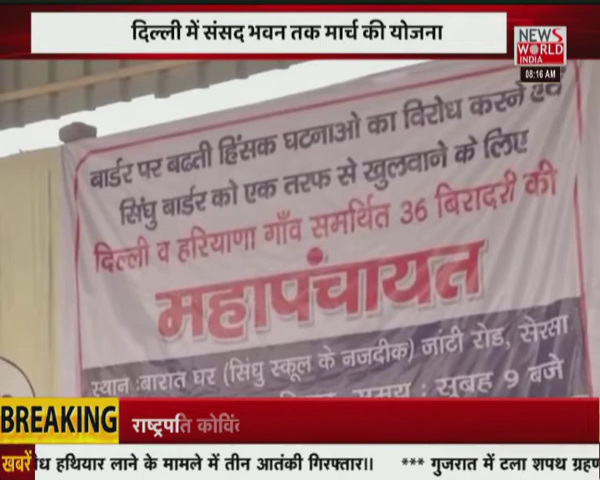 दिल्ली में संसद भवन तक मार्च की योजना
NEWS
WORLD
INDIA
08:16 AM
बार्डर पर बढती हिंसक घटनाओ का विरोध करने एवं
सिंघु बार्डर को एक तरफ से खुलवाने के लिए
दिल्ली व हरियाणा गाँव समर्थित 36 बिरादरी की
महापंचायत
स्थान :बारात घर (सिंघु स्कूल के नजदीक) जांटी रोड, सेरसा
समय : सुबह 9 बजे
BREAKING
राष्ट्रपति कोविंद
खबरें
हथियार लाने के मामले में तीन आतंकी गिरफ्तार।। *** गुजरात में टला शपथ ग्रहण